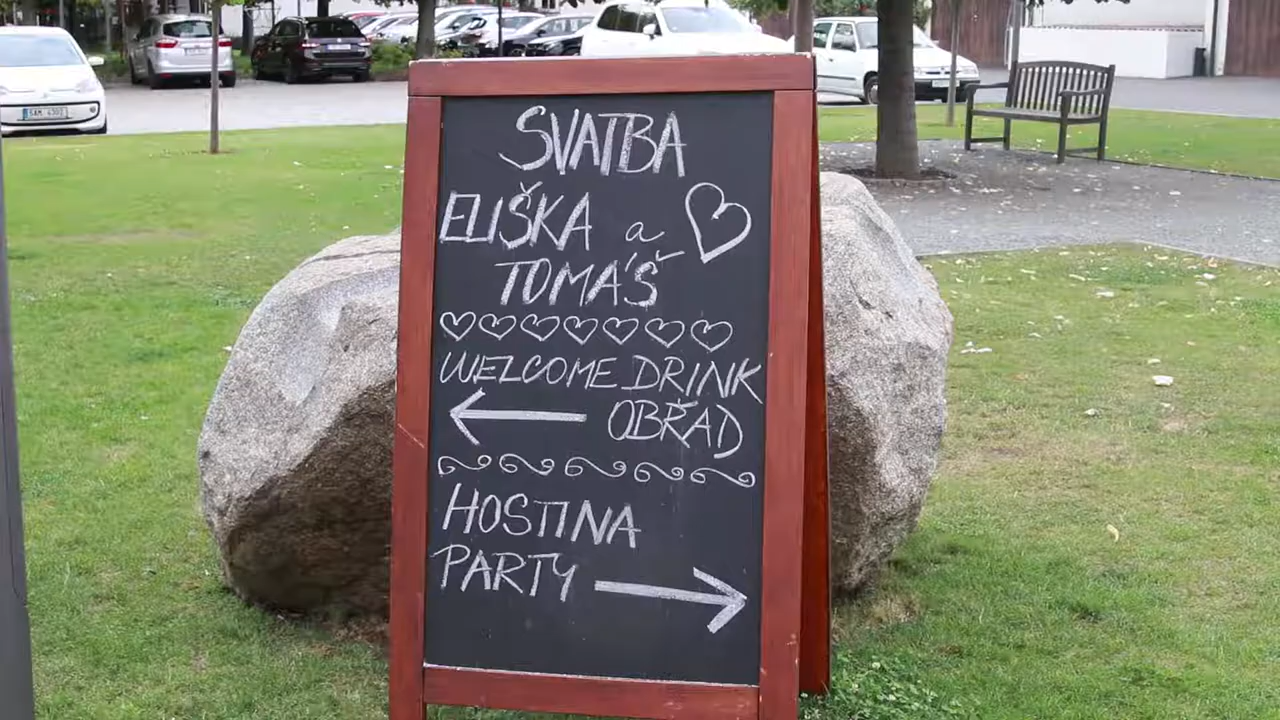 SVATBA
ELIŠKA a
TOMÁŠ
WELCOME DRINK
OBŘAD
HOSTINA
PARTY